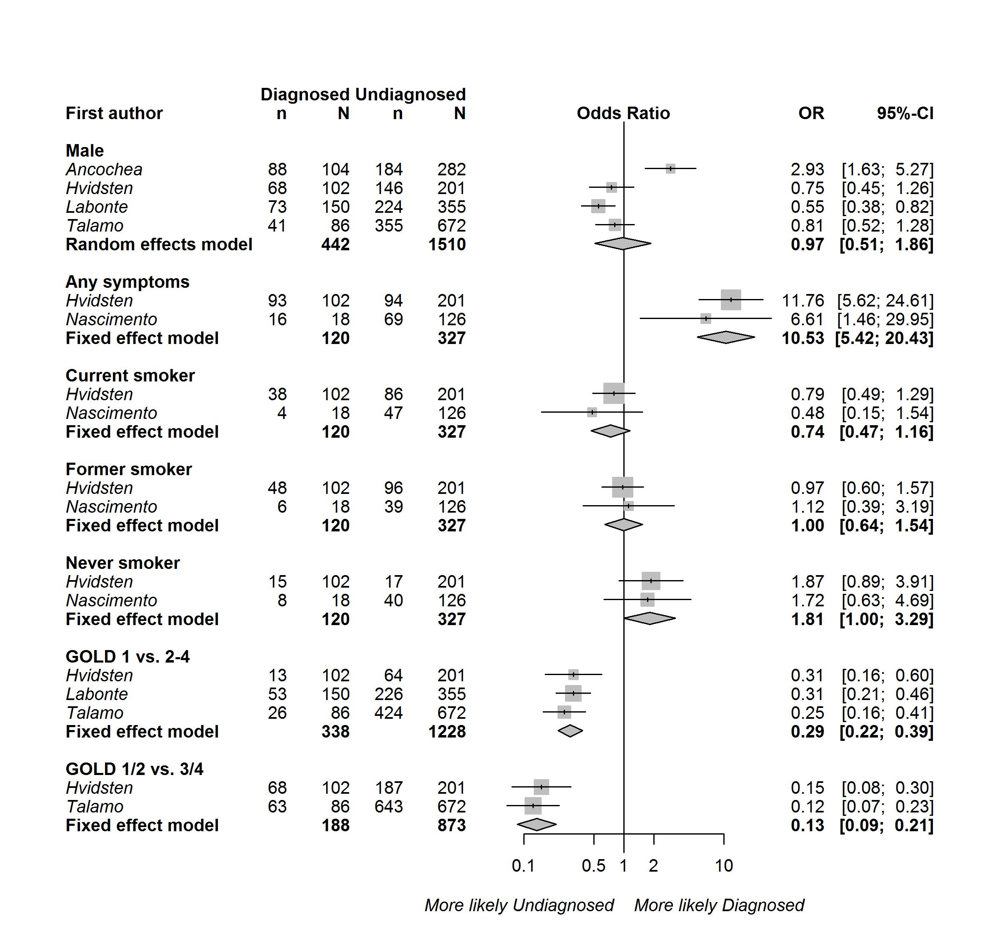 Diagnosed Undiagnosed
First author n N n N Odds Ratio OR 95%-CI
Male
Ancochea 88 104 184 282 2.93 [1.63; 5.27]
Hvidsten 68 102 146 201 0.75 [0.45; 1.26]
Labonte 73 150 224 355 0.55 [0.38; 0.82]
Talamo 41 86 355 672 0.81 [0.52; 1.28]
Random effects model 442 1510 0.97 [0.51; 1.86]
Any symptoms
Hvidsten 93 102 94 201 11.76 [5.62; 24.61]
Nascimento 16 18 69 126 6.61 [1.46; 29.95]
Fixed effect model 120 327 10.53 [5.42; 20.43]
Current smoker
Hvidsten 38 102 86 201 0.79 [0.49; 1.29]
Nascimento 4 18 47 126 0.48 [0.15; 1.54]
Fixed effect model 120 327 0.74 [0.47; 1.16]
Former smoker
Hvidsten 48 102 96 201 0.97 [0.60; 1.57]
Nascimento 6 18 39 126 1.12 [0.39; 3.19]
Fixed effect model 120 327 1.00 [0.64; 1.54]
Never smoker
Hvidsten 15 102 17 201 1.87 [0.89; 3.91]
Nascimento 8 18 40 126 1.72 [0.63; 4.69]
Fixed effect model 120 327 1.81 [1.00; 3.29]
GOLD 1 vs. 2-4
Hvidsten 13 102 64 201 0.31 [0.16; 0.60]
Labonte 53 150 226 355 0.31 [0.21; 0.46]
Talamo 26 86 424 672 0.25 [0.16; 0.41]
Fixed effect model 338 1228 0.29 [0.22; 0.39]
GOLD 1/2 vs. 3/4
Hvidsten 68 102 187 201 0.15 [0.08; 0.30]
Talamo 63 86 643 672 0.12 [0.07; 0.23]
Fixed effect model 188 873 0.13 [0.09; 0.21]
0.1 0.5 1 2 10
More likely Undiagnosed More likely Diagnosed